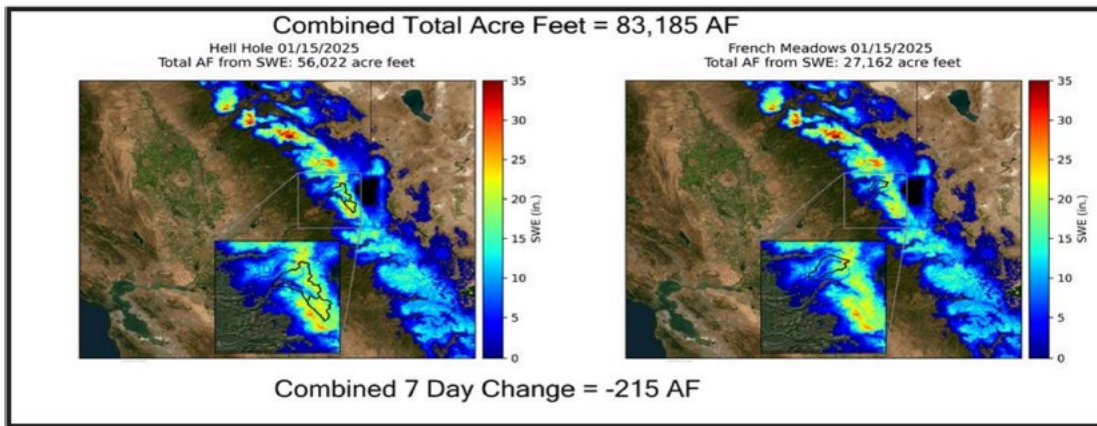 Combined Total Acre Feet = 83,185 AF
Hell Hole 01/15/2025
Total AF from SWE: 56,022 acre feet
35
30
25
20
15
10
5
0
SWE (in.)
French Meadows 01/15/2025
Total AF from SWE: 27,162 acre feet
35
30
25
20
15
10
5
0
SWE (in.)
Combined 7 Day Change = -215 AF